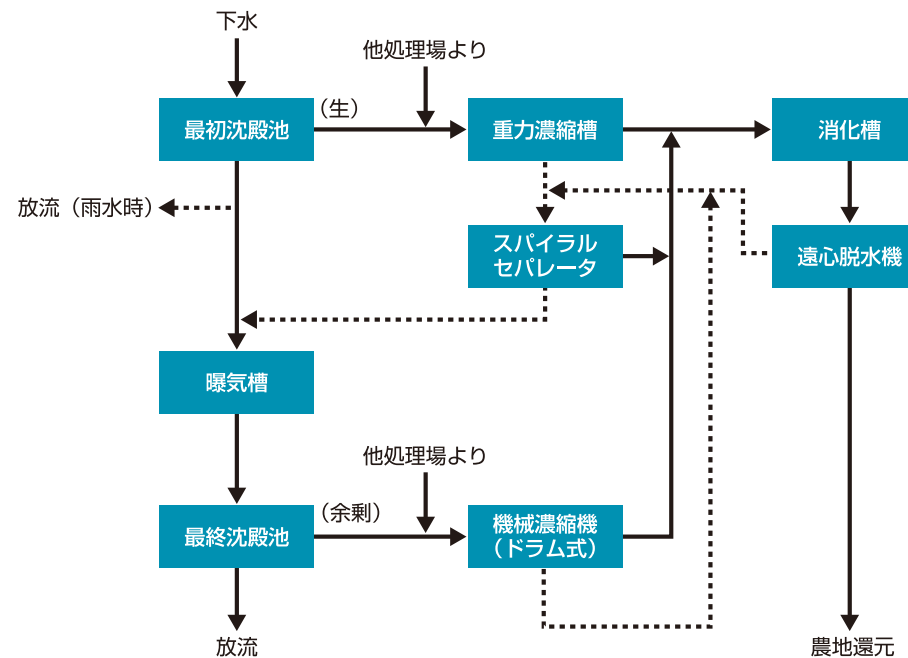 下水
他処理場より
（生）
最初沈殿池
重力濃縮槽
消化槽
放流（雨水時）
スパイラル
セパレータ
遠心脱水機
曝気槽
他処理場より
（余剰）
最終沈殿池
機械濃縮機
（ドラム式）
放流
農地還元